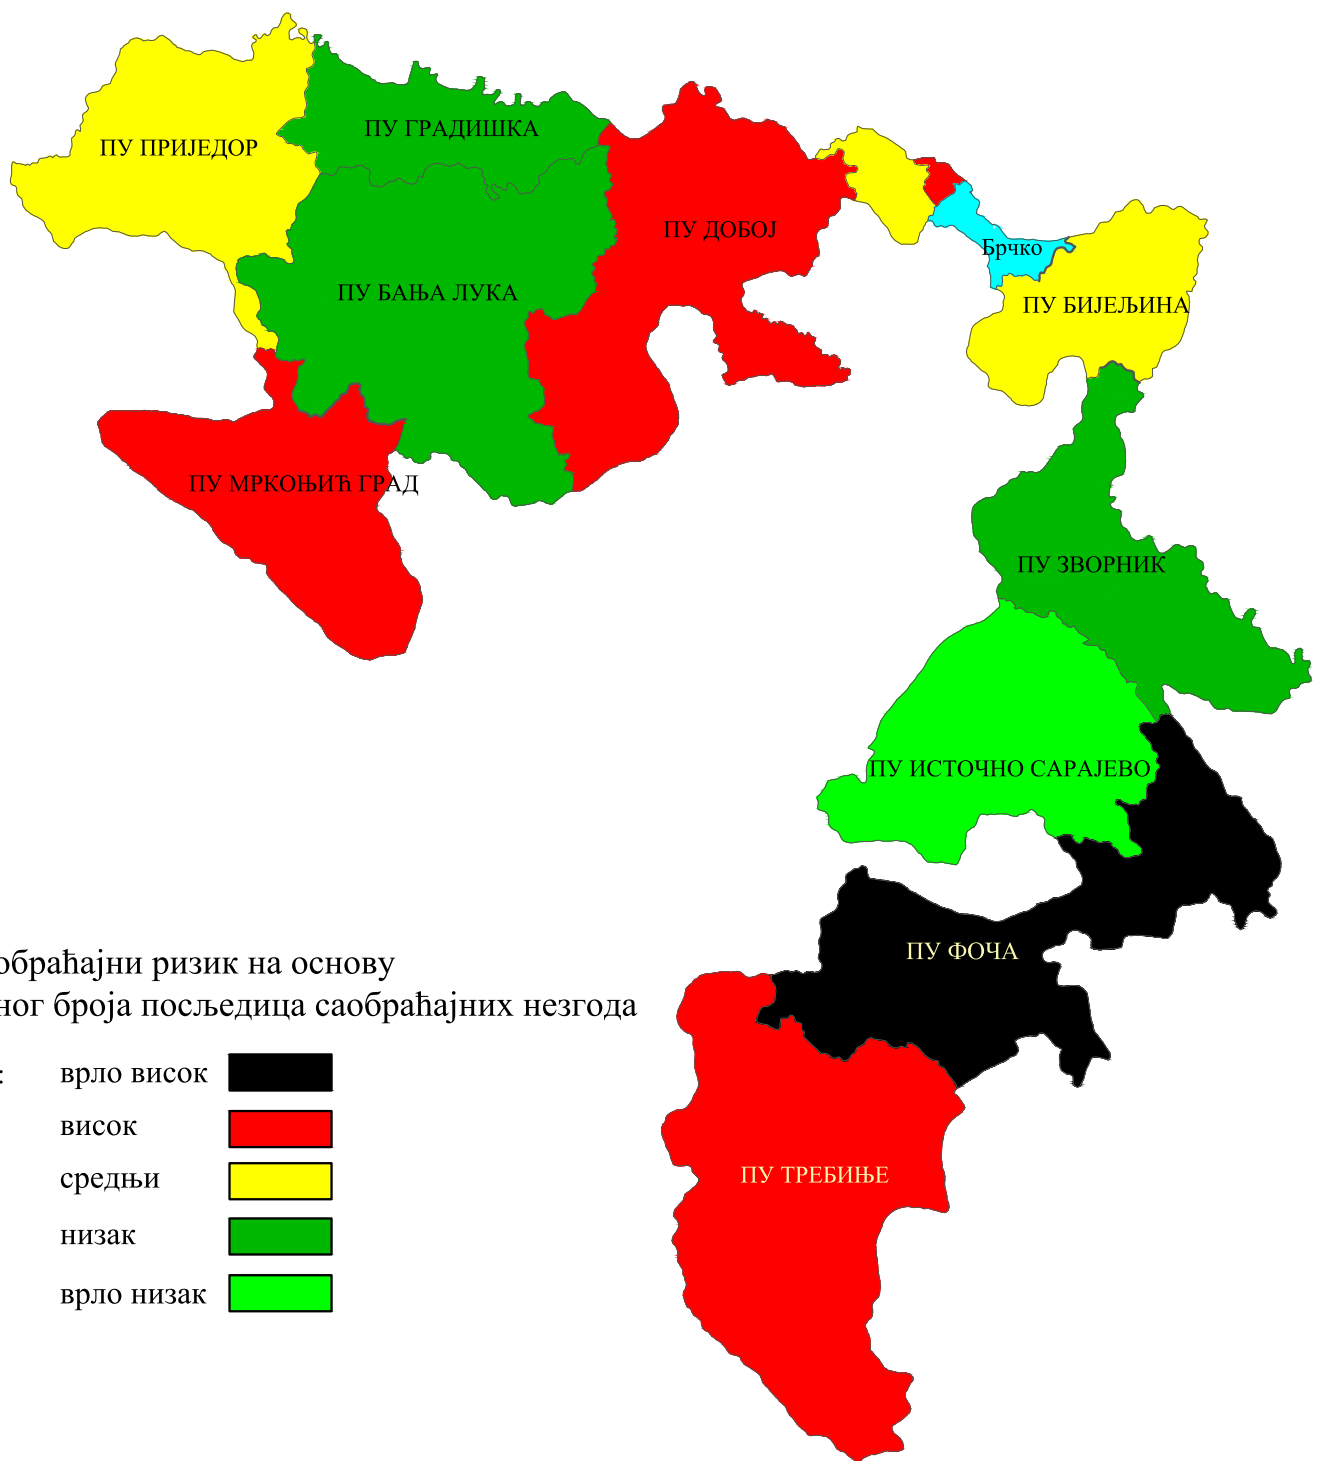 ПУ ГРАДИШКА
ПУ ПРИЈЕДОР
ПУ ДОБОЈ
Брчко
ПУ БАЊА ЛУКА
ПУ БИЈЕЉИНА
ПУ МРКОЊИЋ ГРАД
ПУ ЗВОРНИК
ПУ ИСТОЧНО САРАЈЕВО
ПУ ФОЧА
ПУ ТРЕБИЊЕ
обраћајни ризик на основу
ног броја посљедица саобраћајних незгода
: врло висок
висок
средњи
низак
врло низак